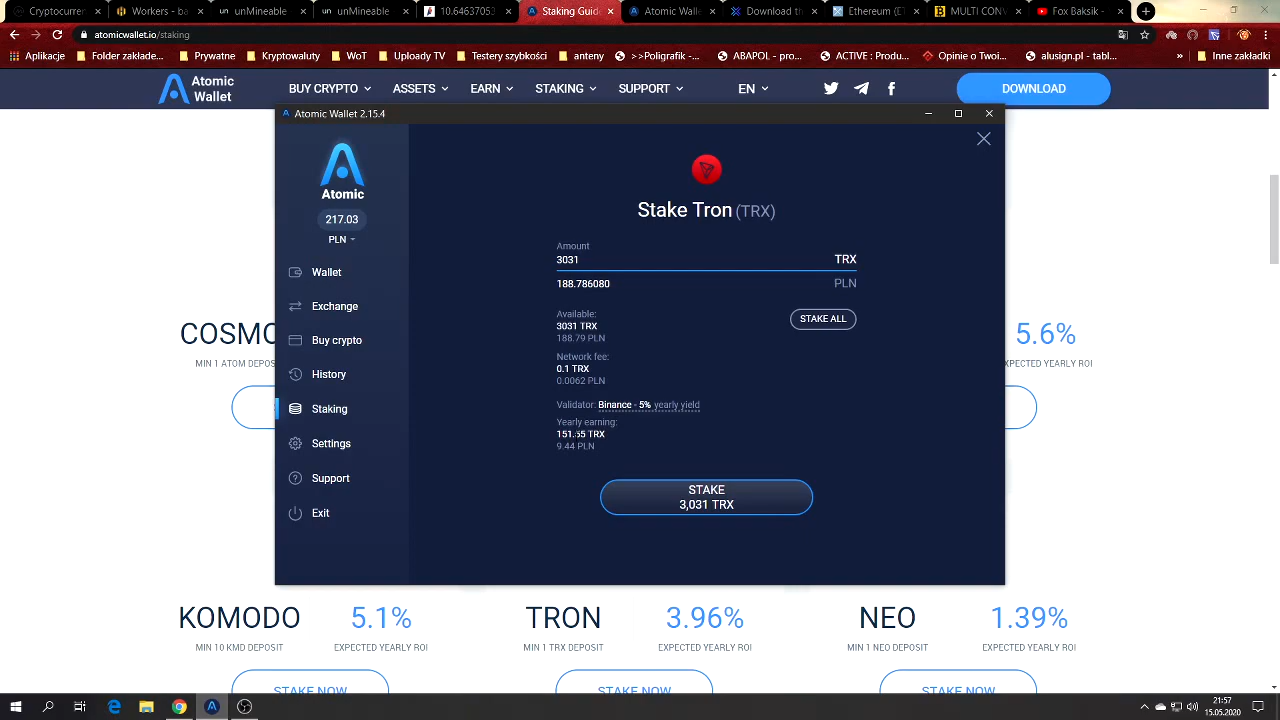 Cryptocurren
Workers - ba
unMineable
unMineable
10.64637053
Staking Guid
Atomic Wall
Download th
Ethereum (ET
MULTI CONV
Fox Baksik -
atomicwallet.io/staking
Aplikacje
Folder zakładek
Prywatne
Kryptowaluty
WoT
Uploady TV
Testery szybkości
anteny
>>Poligrafik-...
ABAPOL - pro...
ACTIVE : Produ...
Opinie o Twoi...
alusign.pl - tabl...
»
Inne zakładki
Atomic
Wallet
BUY CRYPTO
ASSETS
EARN
STAKING
SUPPORT
EN
DOWNLOAD
Atomic Wallet 2.15.4
Atomic
217.03
PLN
Wallet
Exchange
Buy crypto
History
Staking
Settings
Support
Exit
Stake Tron (TRX)
Amount
3031 TRX
188.786080 PLN
Available:
3031 TRX
188.79 PLN
STAKE ALL
Network fee:
0.1 TRX
0.0062 PLN
Validator: Binance - 5% yearly yield
Yearly earning:
151.55 TRX
9.44 PLN
STAKE
3,031 TRX
COSMO
MIN 1 ATOM DEPOS
5.6%
XPECTED YEARLY ROI
KOMODO 5.1%
MIN 10 KMD DEPOSIT EXPECTED YEARLY ROI
STAKE NOW
TRON 3.96%
MIN 1 TRX DEPOSIT EXPECTED YEARLY ROI
STAKE NOW
NEO 1.39%
MIN 1 NEO DEPOSIT EXPECTED YEARLY ROI
STAKE NOW
21:57
15.05.2020